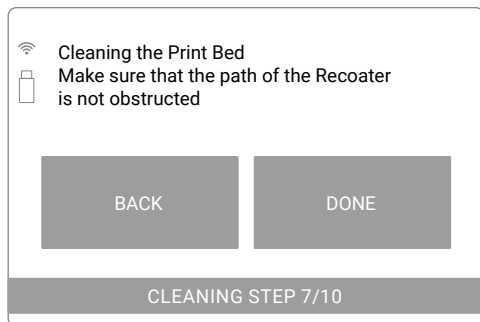 Cleaning the Print Bed
Make sure that the path of the Recoater
is not obstructed
BACK
DONE
CLEANING STEP 7/10